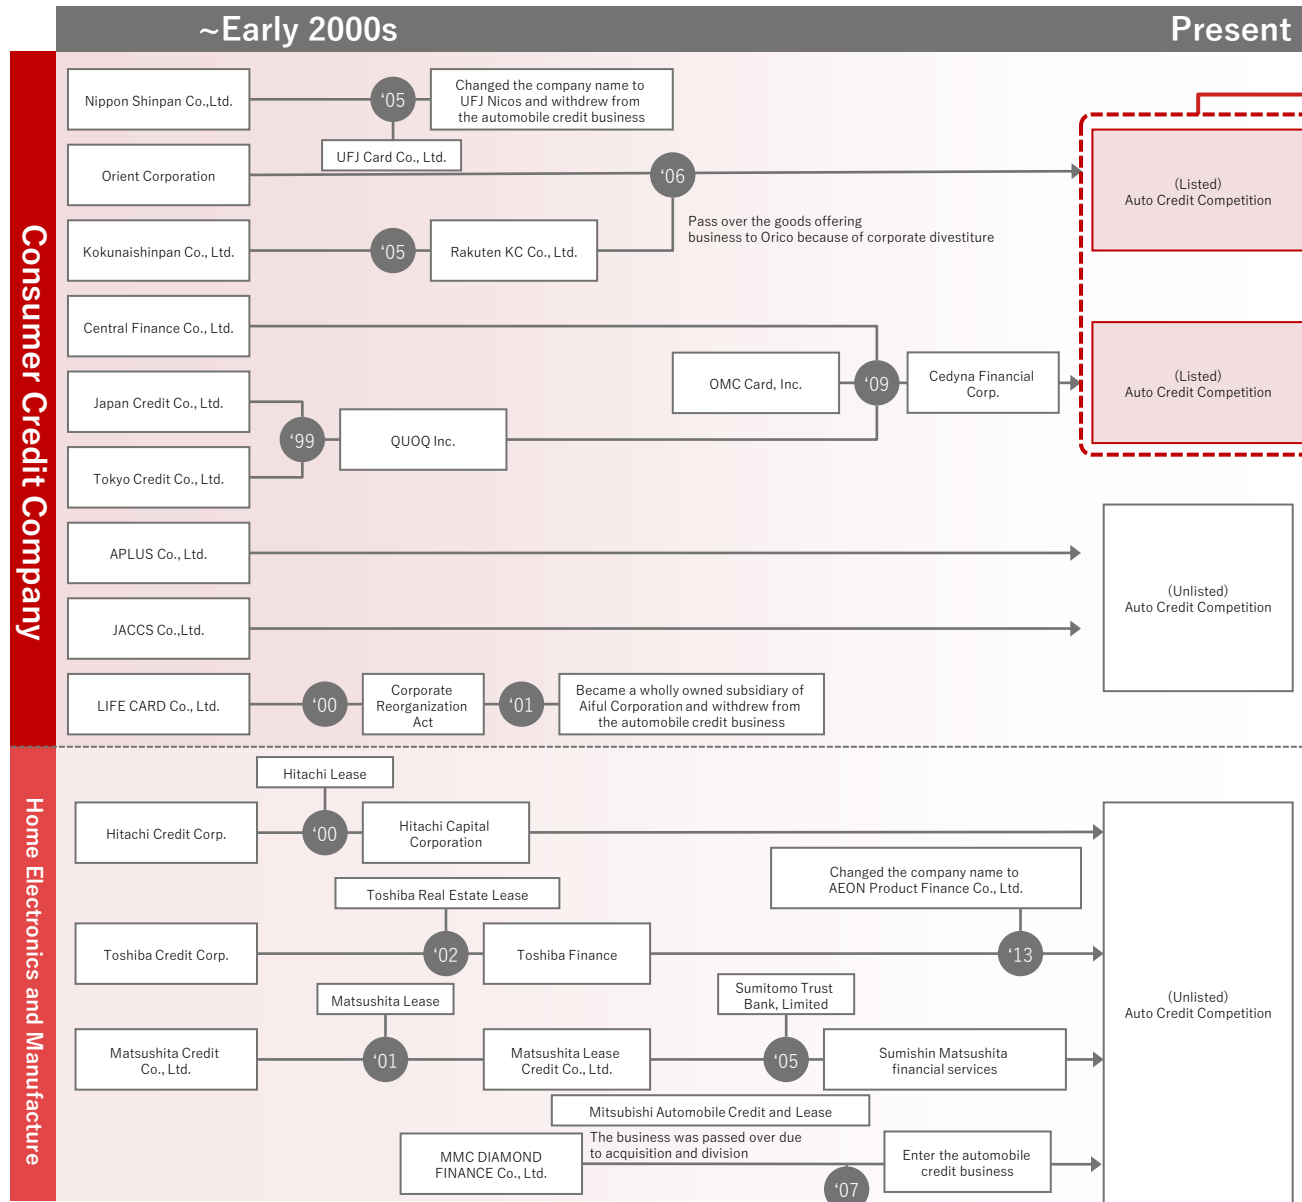 ~Early 2000s
Present
Consumer Credit Company
Nippon Shinpan Co.,Ltd.
'05
Changed the company name to
UFJ Nicos and withdrew from
the automobile credit business
UFJ Card Co., Ltd.
Orient Corporation
'06
(Listed)
Auto Credit Competition
Pass over the goods offering
business to Orico because of corporate divestiture
Kokunaishinpan Co., Ltd.
'05
Rakuten KC Co., Ltd.
Central Finance Co., Ltd.
OMC Card, Inc.
'09
Cedyna Financial
Corp.
(Listed)
Auto Credit Competition
Japan Credit Co., Ltd.
'99
QUOQ Inc.
Tokyo Credit Co., Ltd.
APLUS Co., Ltd.
JACCS Co.,Ltd.
(Unlisted)
Auto Credit Competition
LIFE CARD Co., Ltd.
'00
Corporate
Reorganization
Act
'01
Became a wholly owned subsidiary of
Aiful Corporation and withdrew from
the automobile credit business
Home Electronics and Manufacture
Hitachi Lease
Hitachi Credit Corp.
'00
Hitachi Capital
Corporation
Changed the company name to
AEON Product Finance Co., Ltd.
Toshiba Real Estate Lease
Toshiba Credit Corp.
'02
Toshiba Finance
'13
Matsushita Lease
Sumitomo Trust
Bank, Limited
(Unlisted)
Auto Credit Competition
Matsushita Credit
Co., Ltd.
'01
Matsushita Lease
Credit Co., Ltd.
'05
Sumishin Matsushita
financial services
Mitsubishi Automobile Credit and Lease
The business was passed over due
to acquisition and division
MMC DIAMOND
FINANCE Co., Ltd.
'07
Enter the automobile
credit business